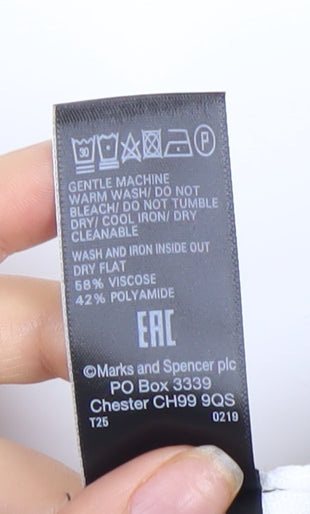 30
P
GENTLE MACHINE
WARM WASH/ DO NOT
BLEACH/ DO NOT TUMBLE
DRY/ COOL IRON/ DRY
CLEANABLE
WASH AND IRON INSIDE OUT
DRY FLAT
58% VISCOSE
42% POLYAMIDE
EAC
©Marks and Spencer plc
PO Box 3339
Chester CH99 9QS
T25 0219